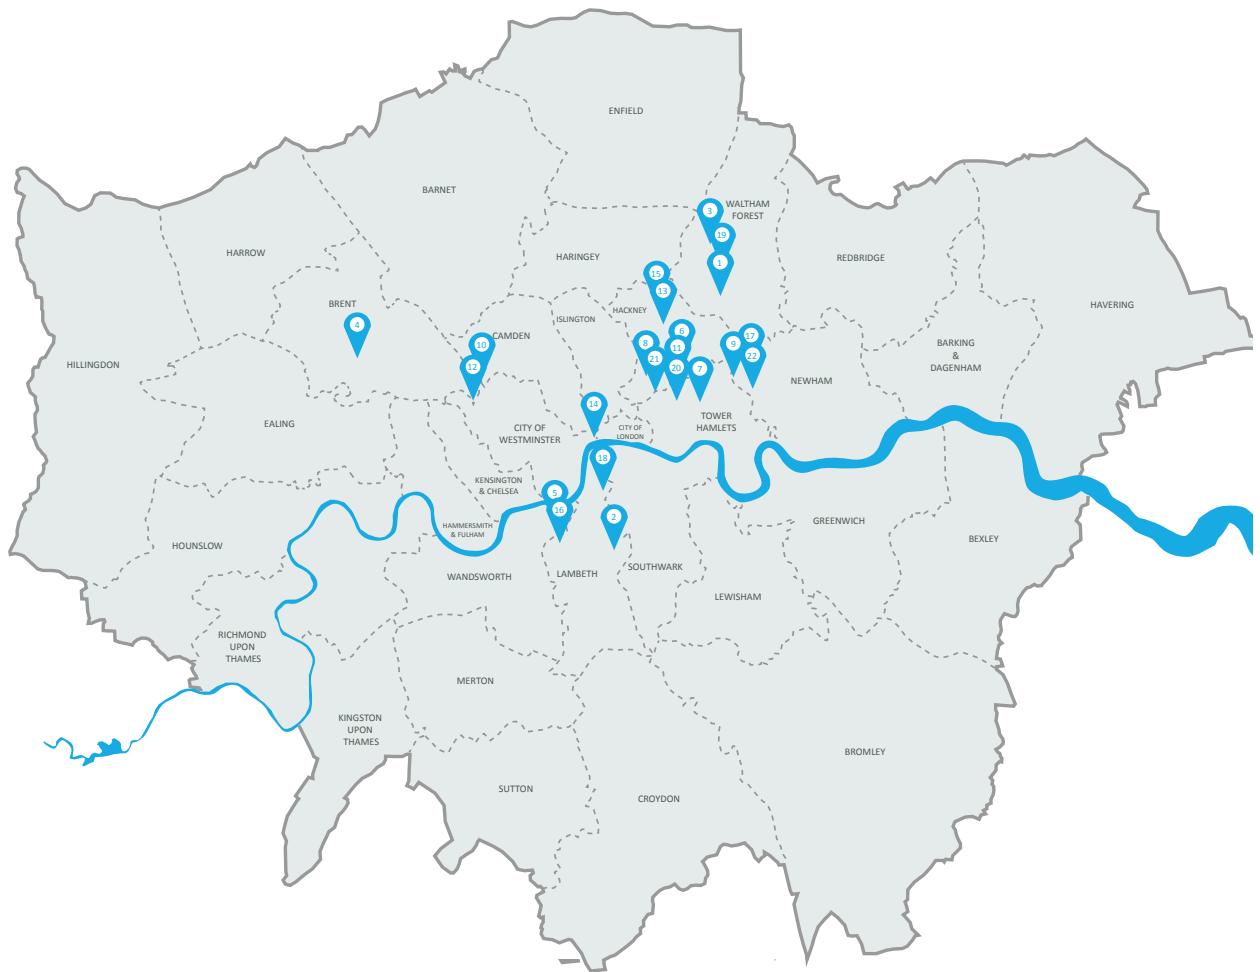 ENFIELD
BARNET
3
WALTHAM
FOREST
19
HARROW
HARINGEY
REDBRIDGE
1
15
13
BRENT
HACKNEY
ISLINGTON
HAVERING
4
CAMDEN
6
17
10
8
11
9
22
BARKING
&
DAGENHAM
HILLINGDON
12
21
20
7
NEWHAM
14
EALING
CITY OF
WESTMINSTER
CITY OF
LONDON
TOWER
HAMLETS
18
KENSINGTON
& CHELSEA
5
16
2
HAMMERSMITH
& FULHAM
GREENWICH
HOUNSLOW
BEXLEY
WANDSWORTH
LAMBETH
SOUTHWARK
LEWISHAM
RICHMOND
UPON
THAMES
MERTON
KINGSTON
UPON
THAMES
BROMLEY
SUTTON
CROYDON